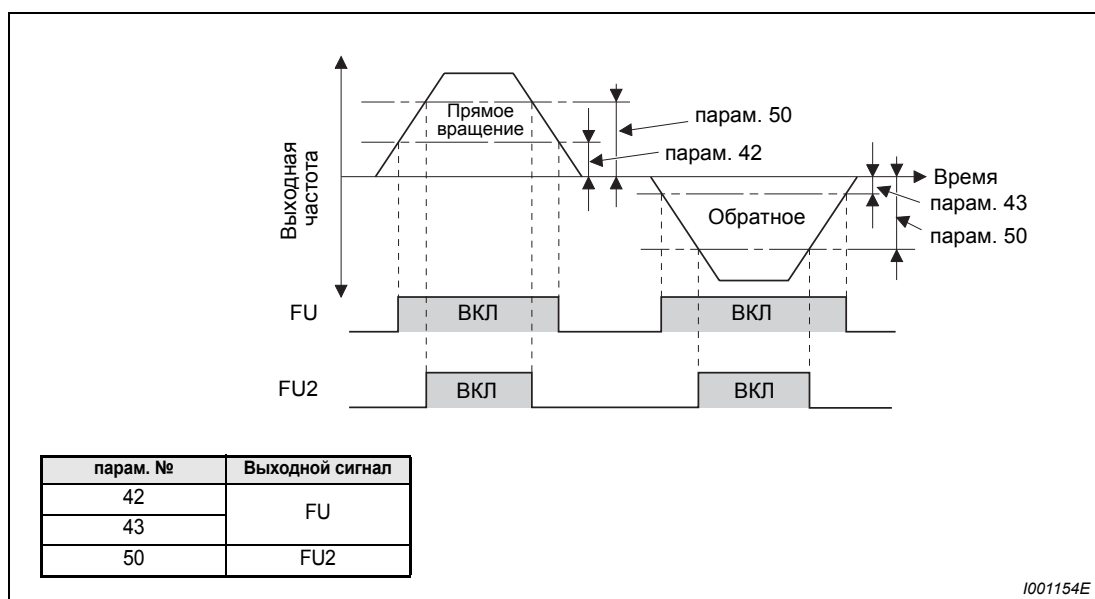 Выходная
частота
Прямое
вращение
парам. 50
парам. 42
Время
парам. 43
парам. 50
Обратное
FU
ВКЛ
ВКЛ
FU2
ВКЛ
ВКЛ
парам. № Выходной сигнал
42
FU
43
50 FU2
I001154E